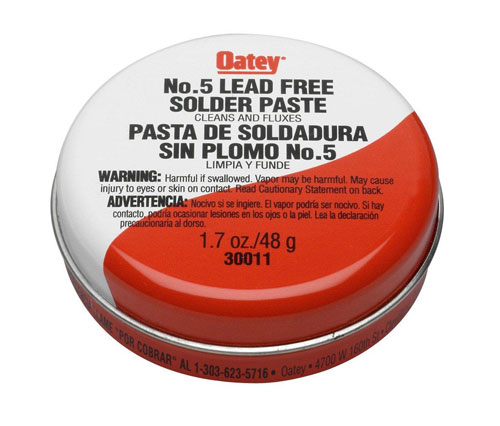 Oatey
No.5 LEAD FREE
SOLDER PASTE
CLEANS AND FLUXES
PASTA DE SOLDADURA
SIN PLOMO No.5
LIMPIA Y FUNDE
WARNING: Harmful if swallowed. Vapor may be harmful. May cause
injury to eyes or skin on contact. Read Cautionary Statement on back.
ADVERTENCIA: Nocivo si se ingiere. El vapor podría ser nocivo. Si hay
contacto, podría ocasionar lesiones en los ojos o la piel. Lea la declaración
precaucionaria al dorso.
1.7 oz./48 g
30011
"POR COBRAR" AL 1-303-623-5716 • Oatey • 4700 W. 160th St •